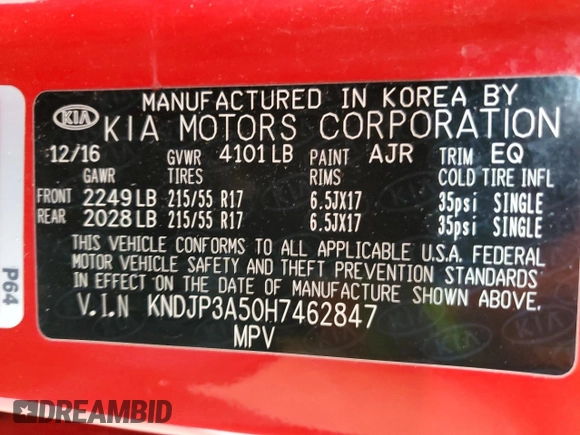 MANUFACTURED IN KOREA BY
KIA KIA MOTORS CORPORATION
12/16 GVWR 4101 LB PAINT AJR TRIM EQ
GAWR TIRES RIMS COLD TIRE INFL
FRONT 2249 LB 215/55 R17 6.5JX17 35psi SINGLE
REAR 2028 LB 215/55 R17 6.5JX17 35psi SINGLE
THIS VEHICLE CONFORMS TO ALL APPLICABLE U.S.A. FEDERAL
MOTOR VEHICLE SAFETY AND THEFT PREVENTION STANDARDS
IN EFFECT ON THE DATE OF MANUFACTURE SHOWN ABOVE.
V.I.N KNDJP3A50H7462847
MPV
P64
DREAMBID